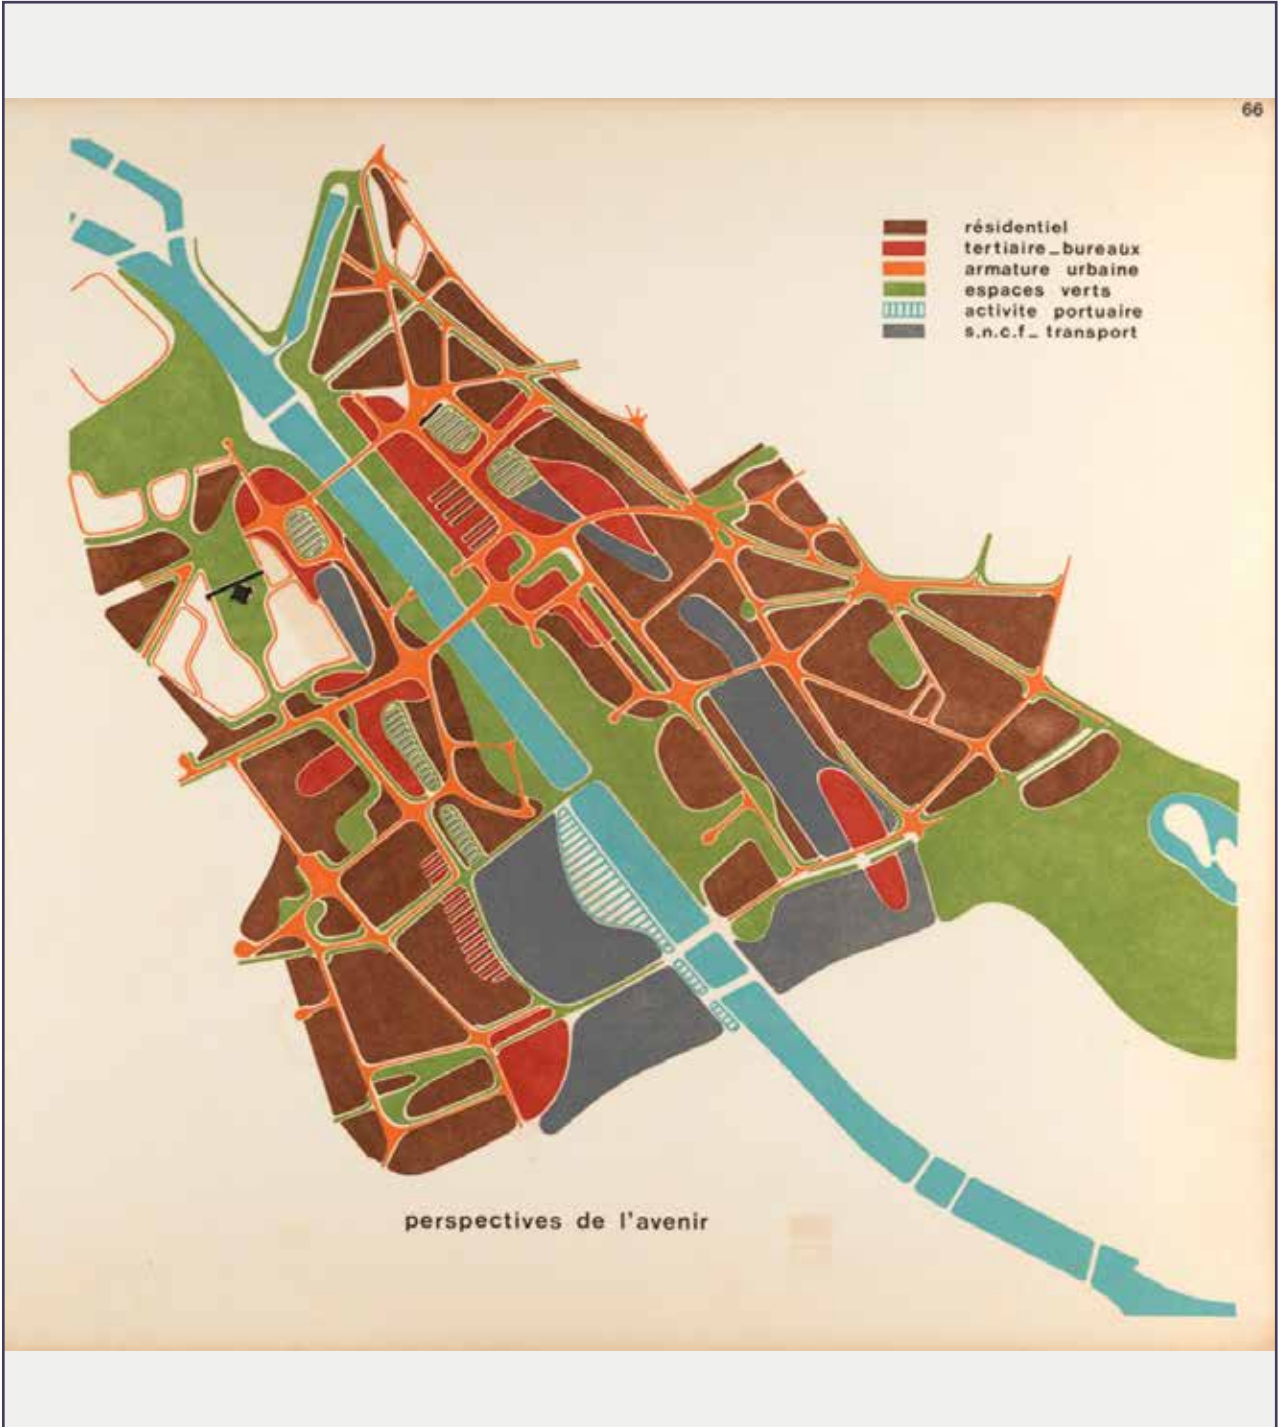 66
résidentiel
tertiaire_bureaux
armature urbaine
espaces verts
activite portuaire
s.n.c.f_ transport
perspectives de l'avenir